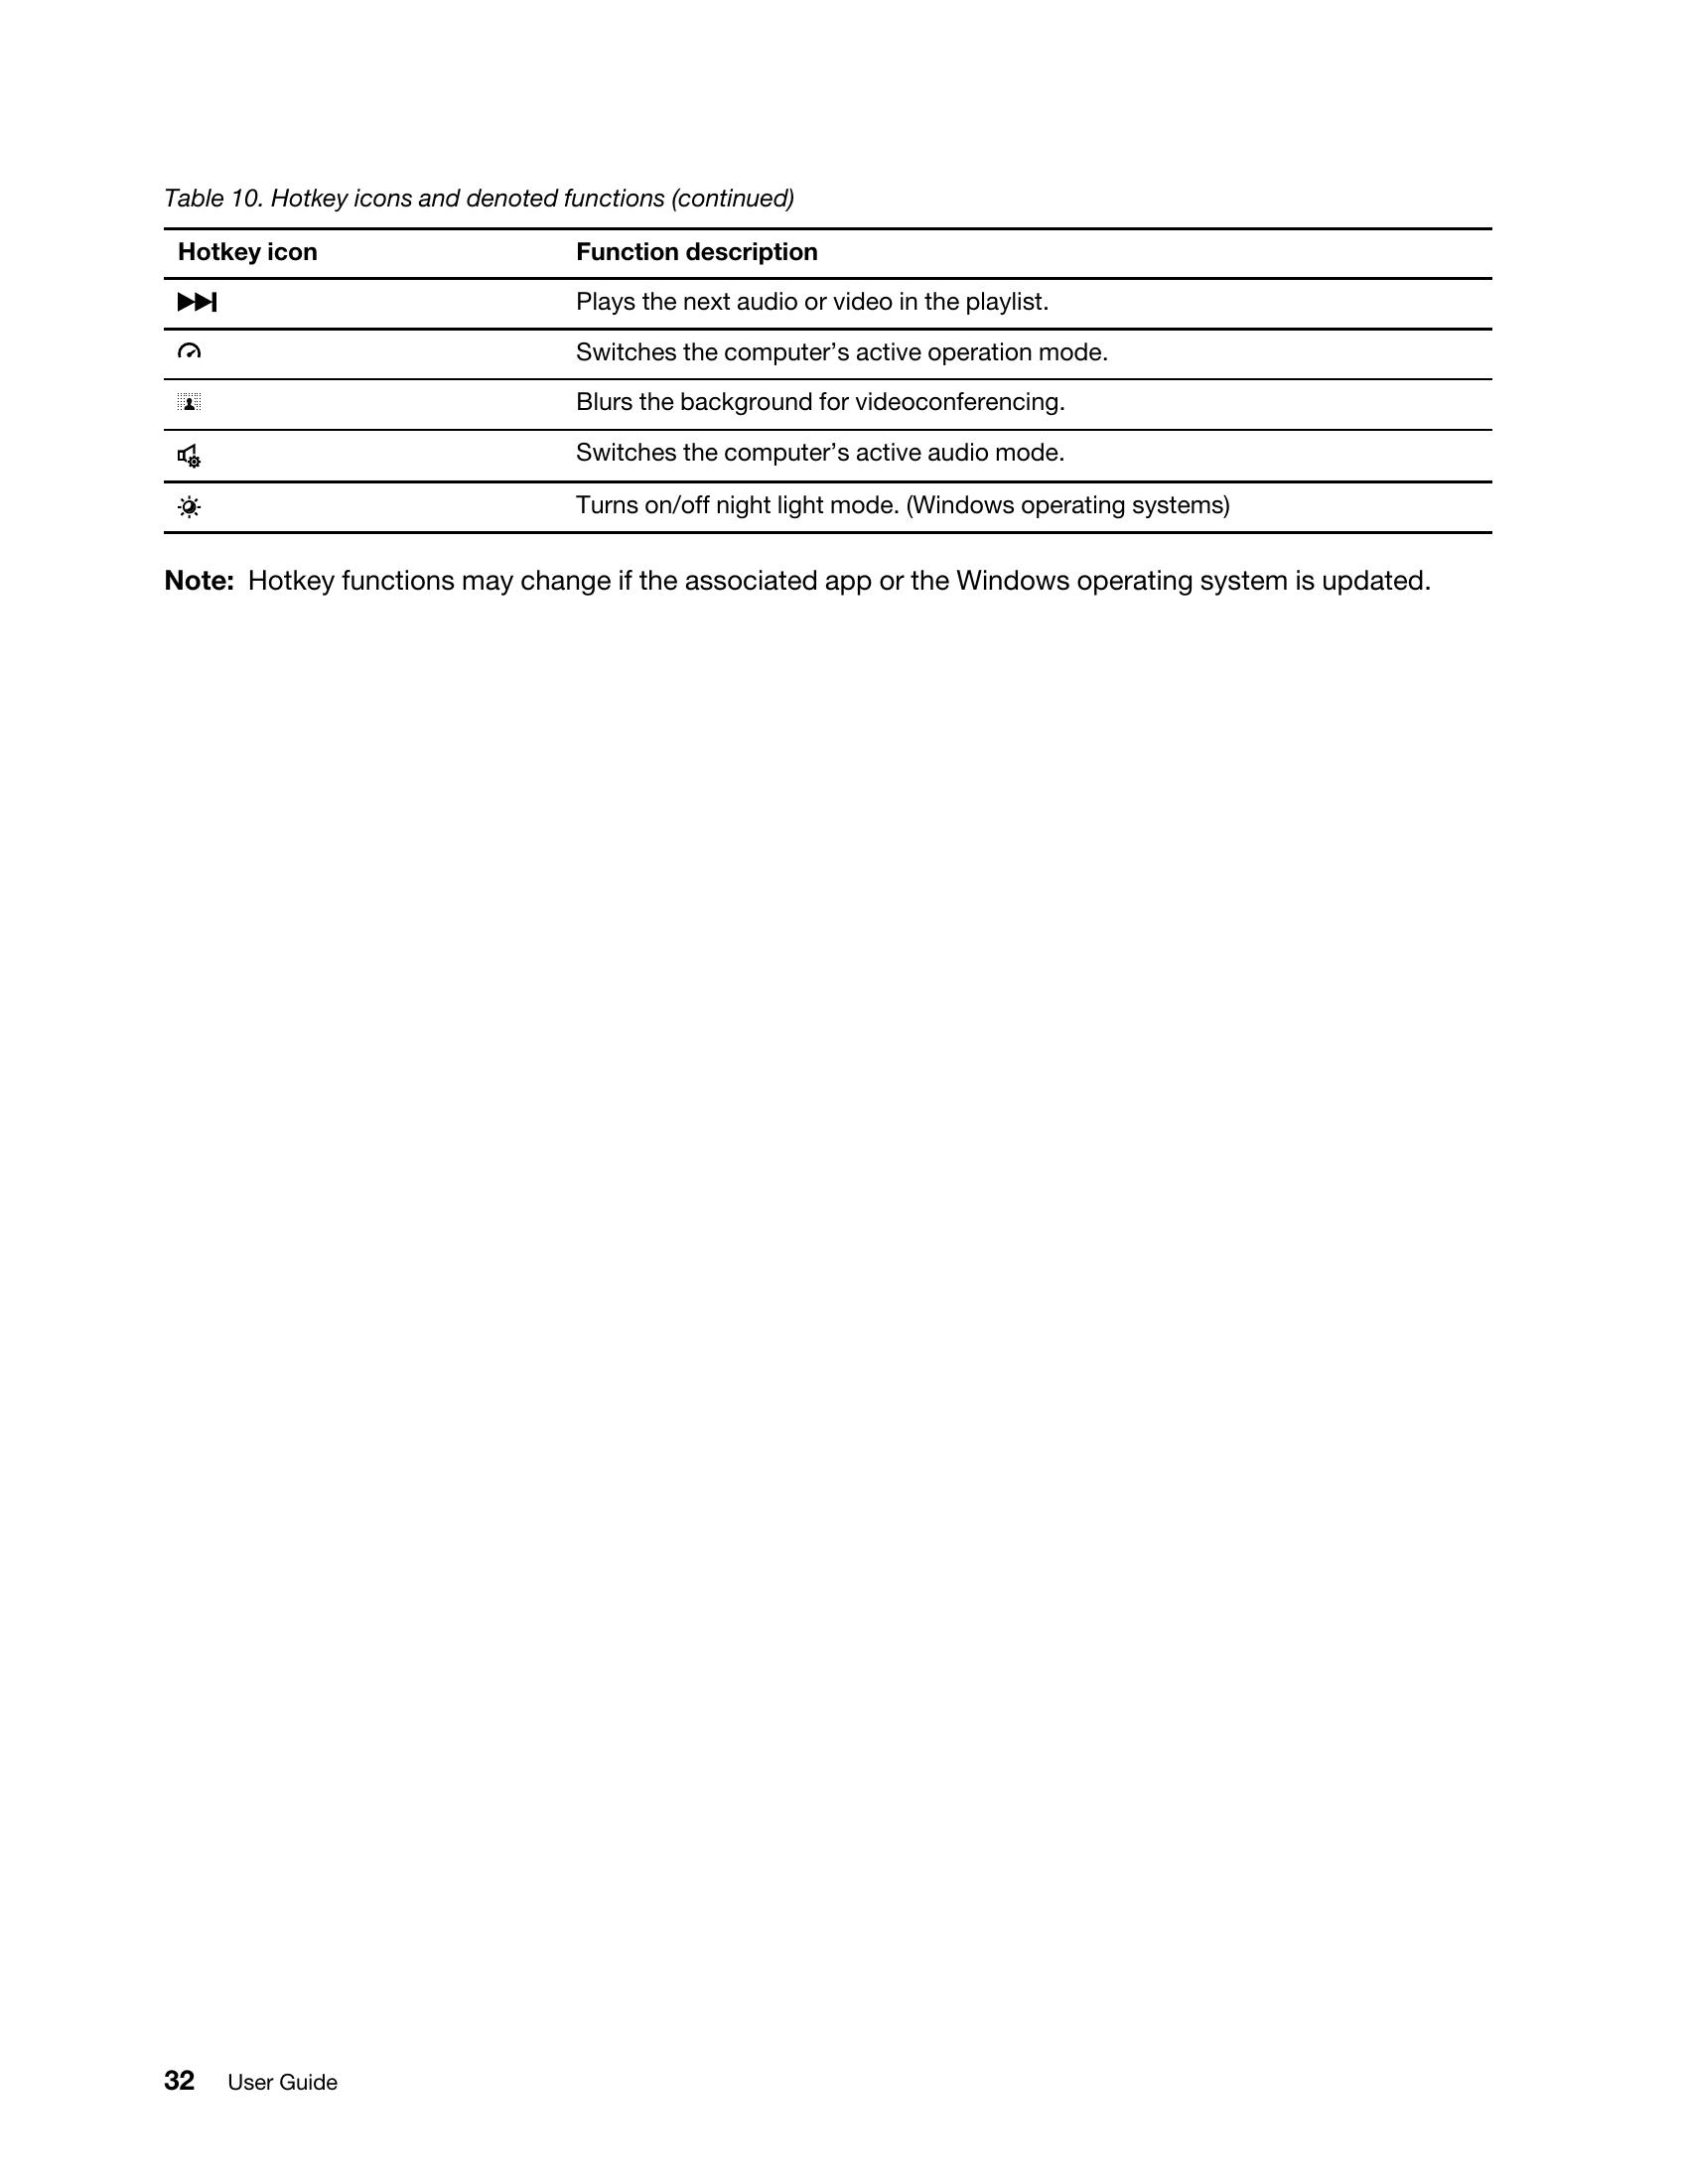 Table 10. Hotkey icons and denoted functions (continued)
Hotkey icon Function description
Plays the next audio or video in the playlist.
Switches the computer’s active operation mode.
Blurs the background for videoconferencing.
Switches the computer’s active audio mode.
Turns on/off night light mode. (Windows operating systems)
Note: Hotkey functions may change if the associated app or the Windows operating system is updated.
32 User Guide